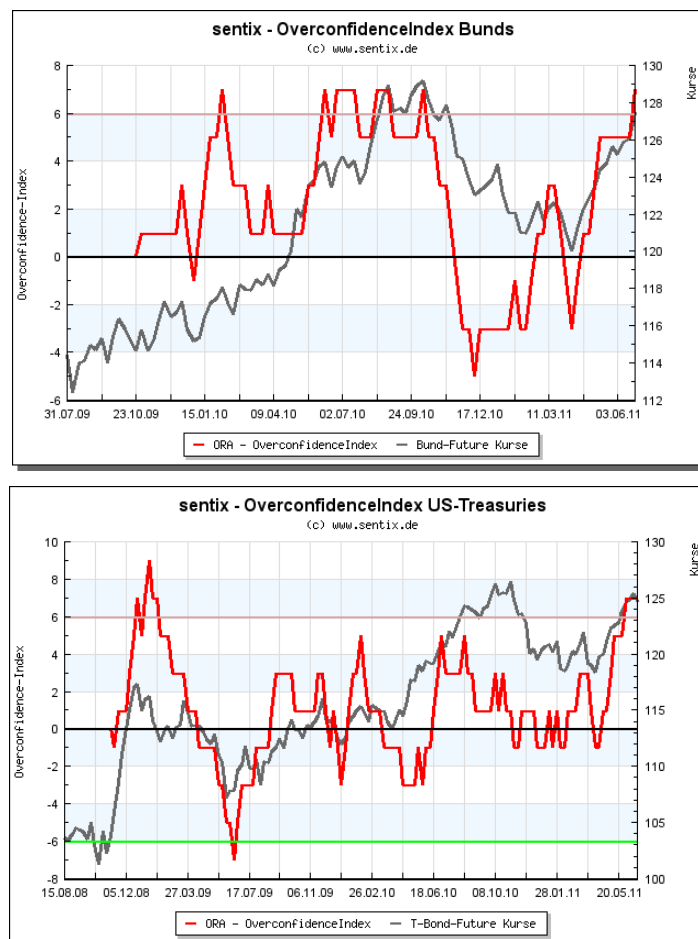 sentix - OverconfidenceIndex Bunds
(c) www.sentix.de
8
6
4
2
0
-2
-4
-6
Overconfidence-Index
130
128
126
124
122
120
118
116
114
112
Kurse
31.07.09 23.10.09 15.01.10 09.04.10 02.07.10 24.09.10 17.12.10 11.03.11 03.06.11
ORA - OverconfidenceIndex Bund-Future Kurse
sentix - OverconfidenceIndex US-Treasuries
(c) www.sentix.de
10
8
6
4
2
0
-2
-4
-6
-8
Overconfidence-Index
130
125
120
115
110
105
100
Kurse
15.08.08 05.12.08 27.03.09 17.07.09 06.11.09 26.02.10 18.06.10 08.10.10 28.01.11 20.05.11
ORA - OverconfidenceIndex T-Bond-Future Kurse